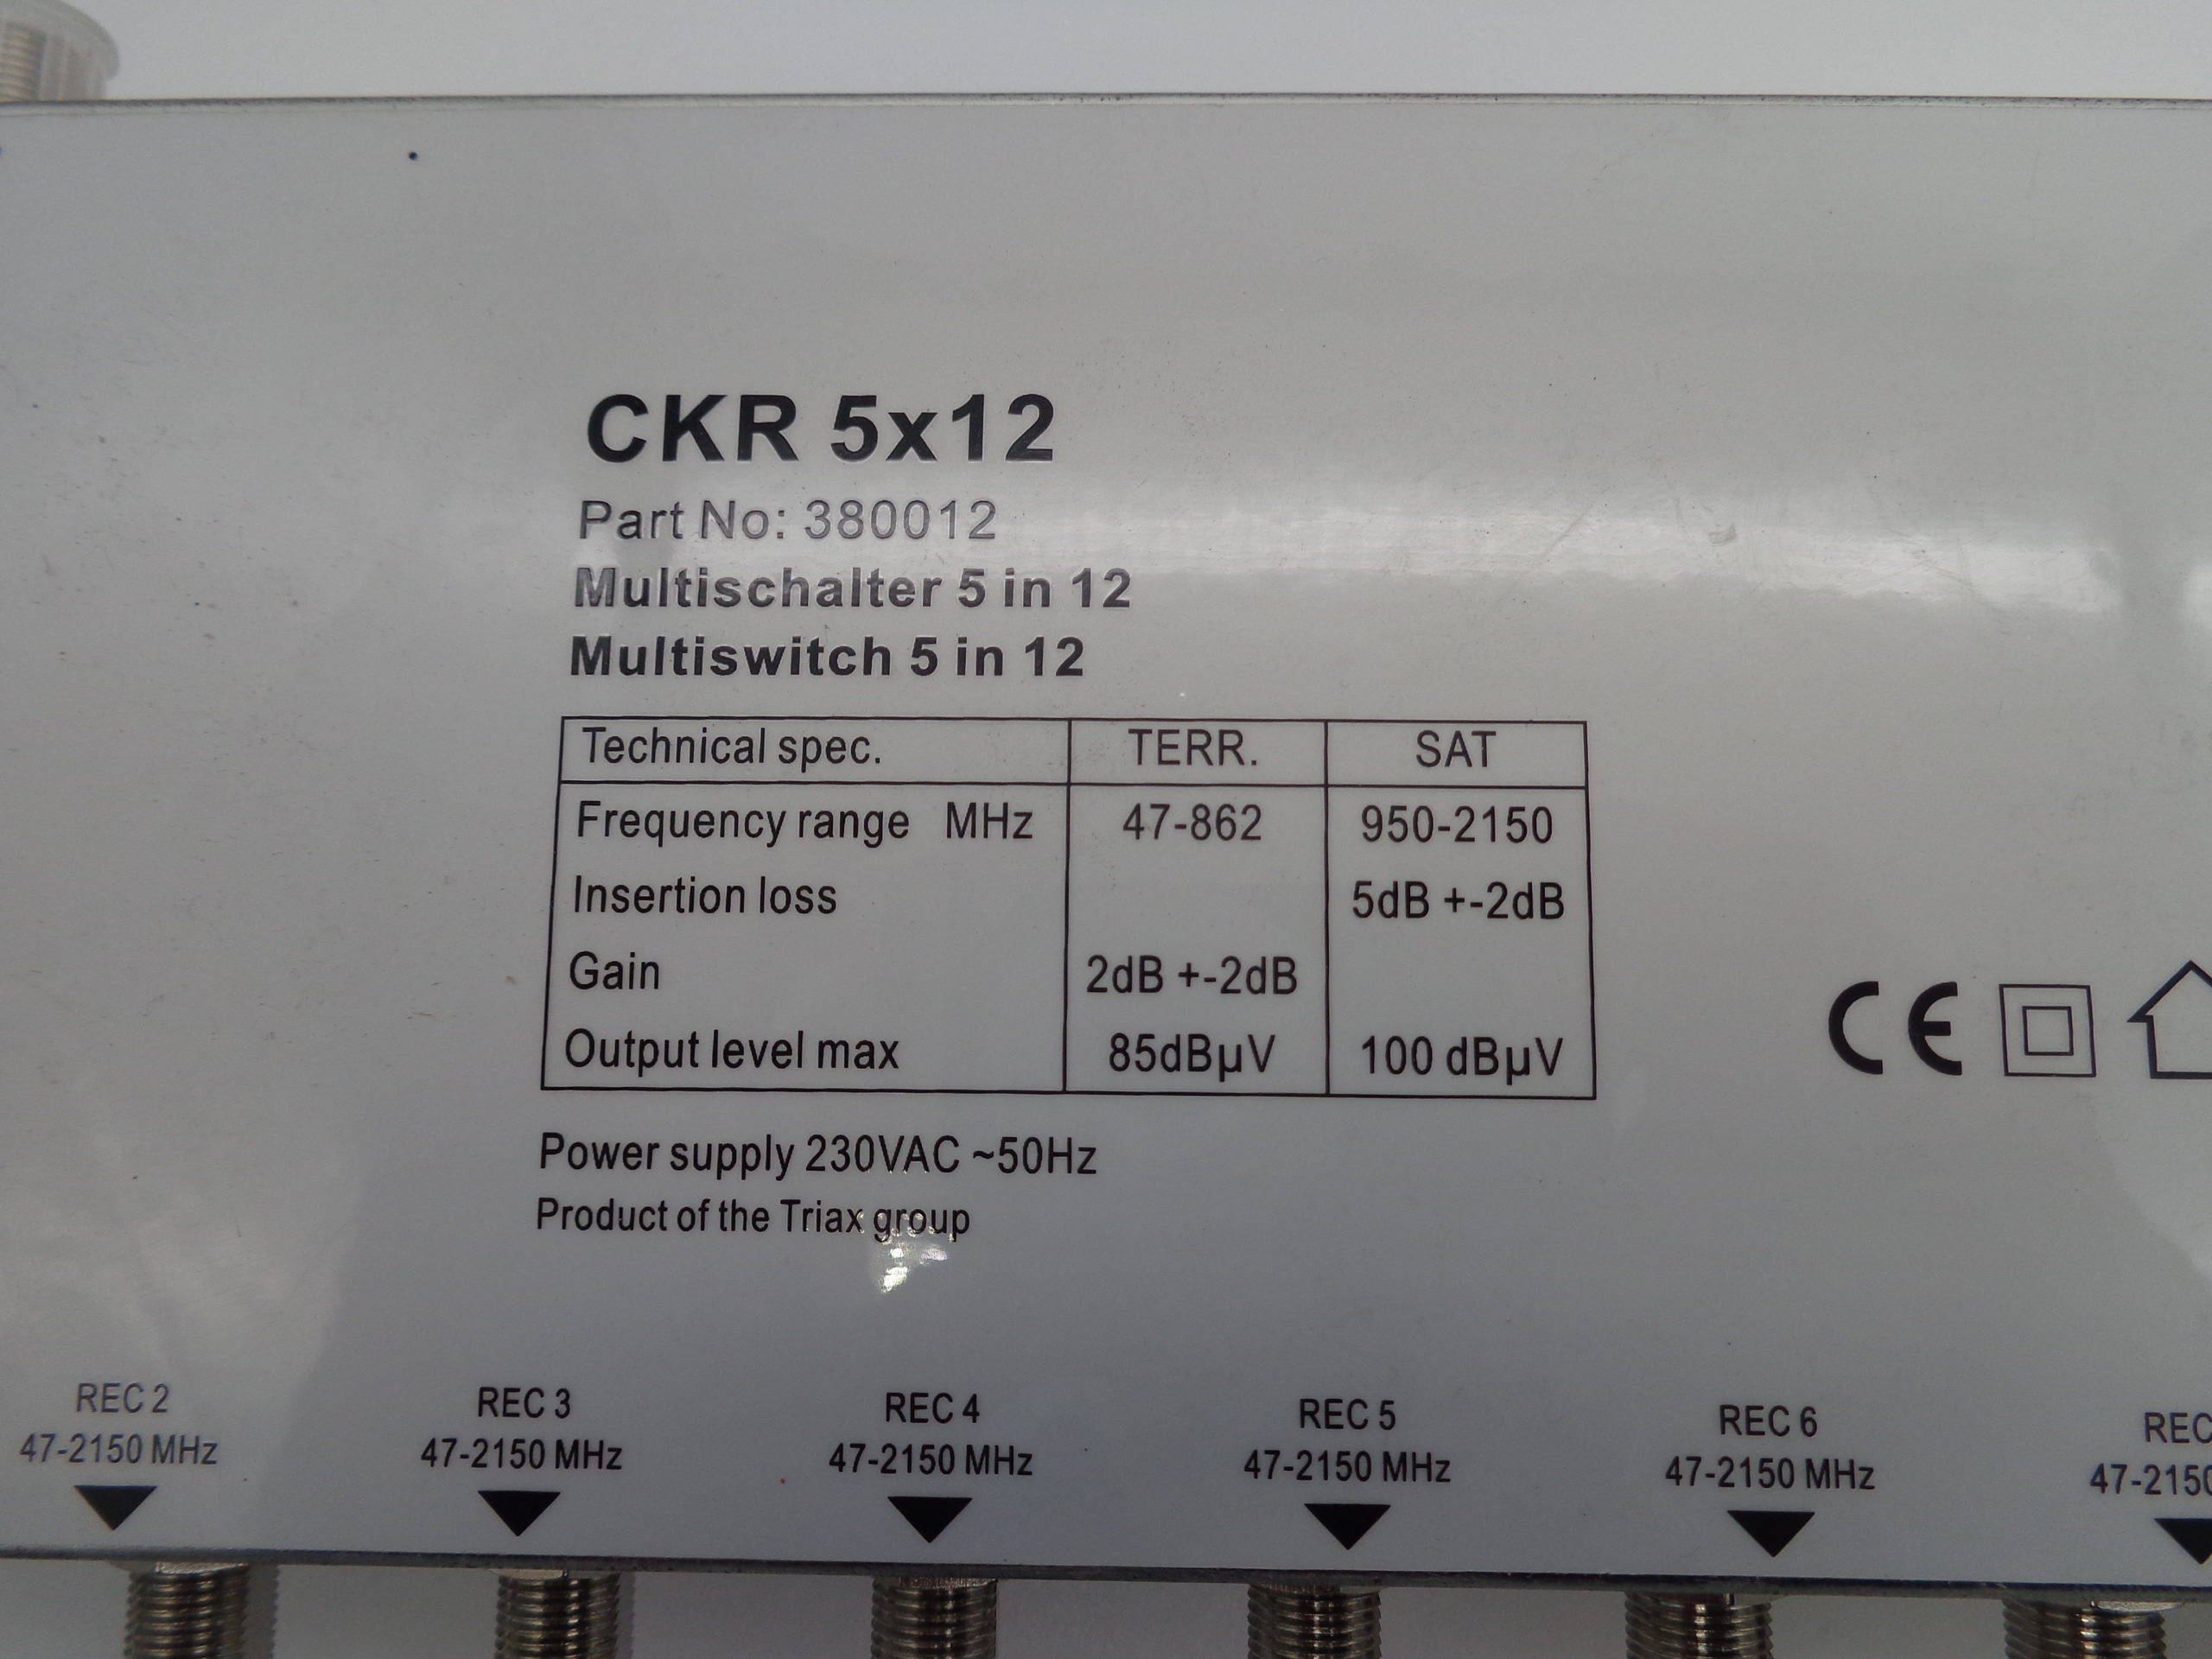 CKR 5x12
Part No: 380012
Multischalter 5 in 12
Multiswitch 5 in 12
Technical spec. TERR. SAT
Frequency range MHz 47-862 950-2150
Insertion loss 5dB +-2dB
Gain 2dB +-2dB
Output level max 85dBµV 100 dBµV
CE
Power supply 230VAC ~50Hz
Product of the Triax group
REC 2 REC 3 REC 4 REC 5 REC 6 REC
47-2150 MHz 47-2150 MHz 47-2150 MHz 47-2150 MHz 47-2150 MHz 47-2150